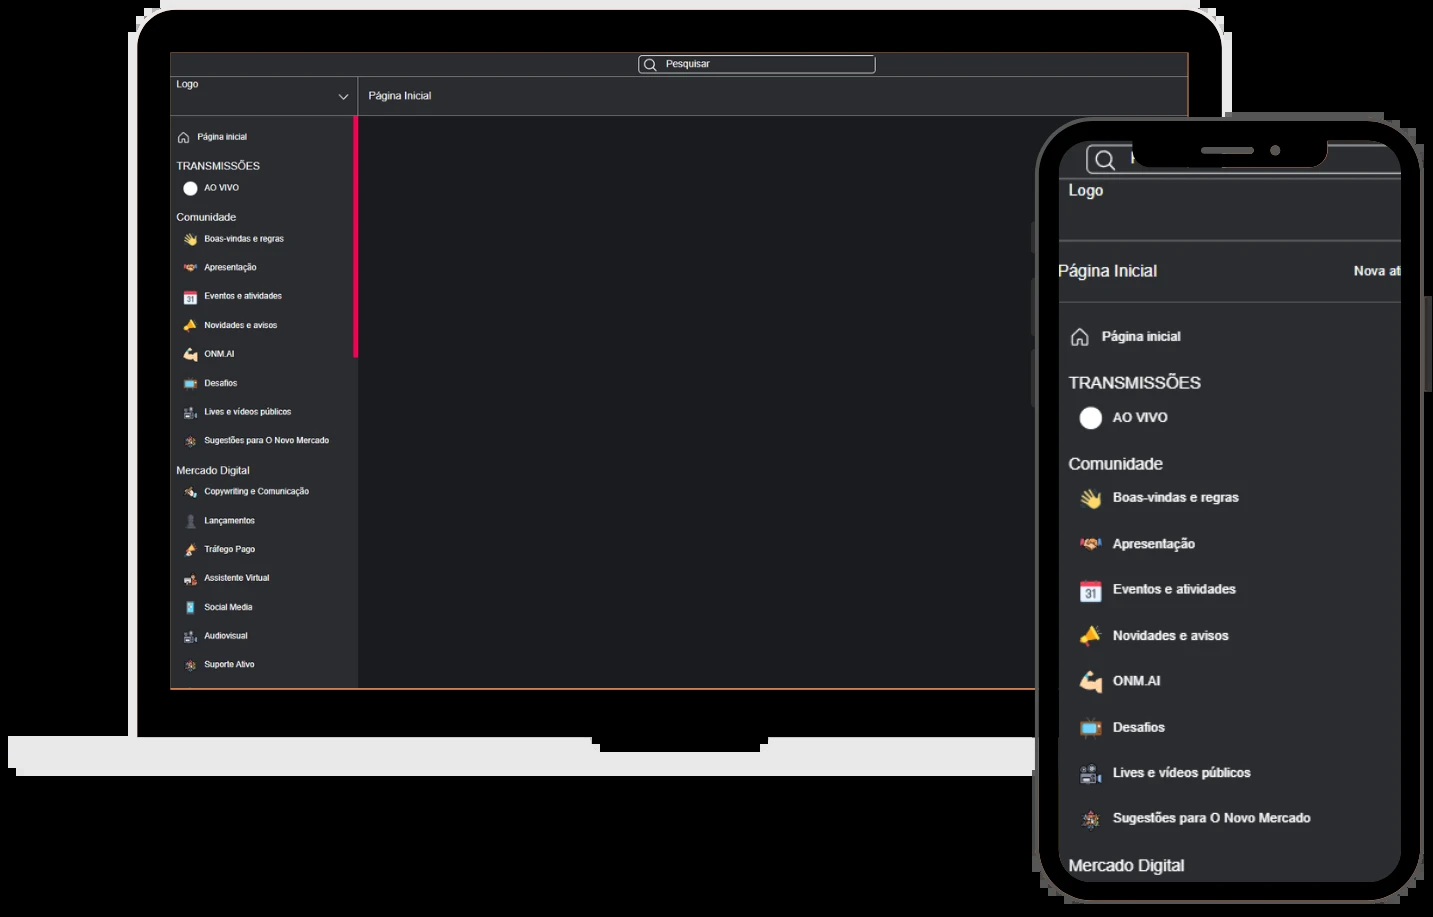 Pesquisar
Logo
Página Inicial
Página inicial
TRANSMISSÕES
AO VIVO
Comunidade
Boas-vindas e regras
Apresentação
31
Eventos e atividades
Novidades e avisos
ONM.AI
Desafios
Lives e vídeos públicos
Sugestões para O Novo Mercado
Mercado Digital
Copywriting e Comunicação
Lançamentos
Tráfego Pago
Assistente Virtual
Social Media
Audiovisual
Suporte Ativo
Logo
Página Inicial
Nova
Página inicial
TRANSMISSÕES
AO VIVO
Comunidade
Boas-vindas e regras
Apresentação
31
Eventos e atividades
Novidades e avisos
ONM.AI
Desafios
Lives e vídeos públicos
Sugestões para O Novo Mercado
Mercado Digital